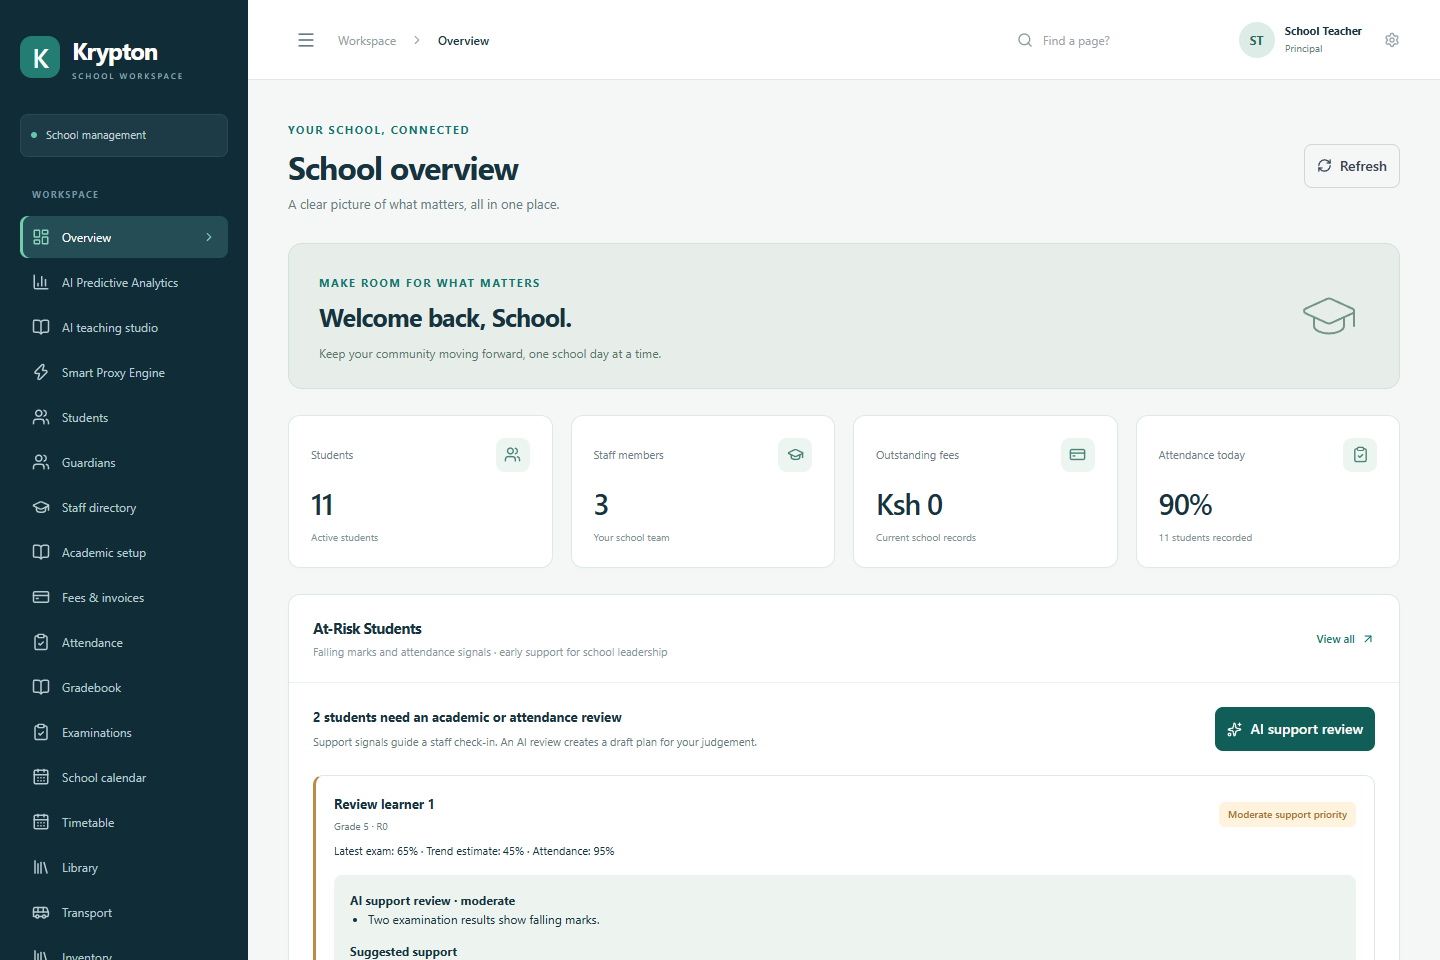 K
Krypton
SCHOOL WORKSPACE
School management
WORKSPACE
Overview
AI Predictive Analytics
AI teaching studio
Smart Proxy Engine
Students
Guardians
Staff directory
Academic setup
Fees & invoices
Attendance
Gradebook
Examinations
School calendar
Timetable
Library
Transport
Inventory
Workspace
Overview
Find a page?
ST
School Teacher
Principal
YOUR SCHOOL, CONNECTED
School overview
A clear picture of what matters, all in one place.
Refresh
MAKE ROOM FOR WHAT MATTERS
Welcome back, School.
Keep your community moving forward, one school day at a time.
Students
11
Active students
Staff members
3
Your school team
Outstanding fees
Ksh 0
Current school records
Attendance today
90%
11 students recorded
At-Risk Students
Falling marks and attendance signals · early support for school leadership
View all
2 students need an academic or attendance review
Support signals guide a staff check-in. An AI review creates a draft plan for your judgement.
AI support review
Review learner 1
Grade 5 · R0
Moderate support priority
Latest exam: 65% · Trend estimate: 45% · Attendance: 95%
AI support review · moderate
• Two examination results show falling marks.
Suggested support